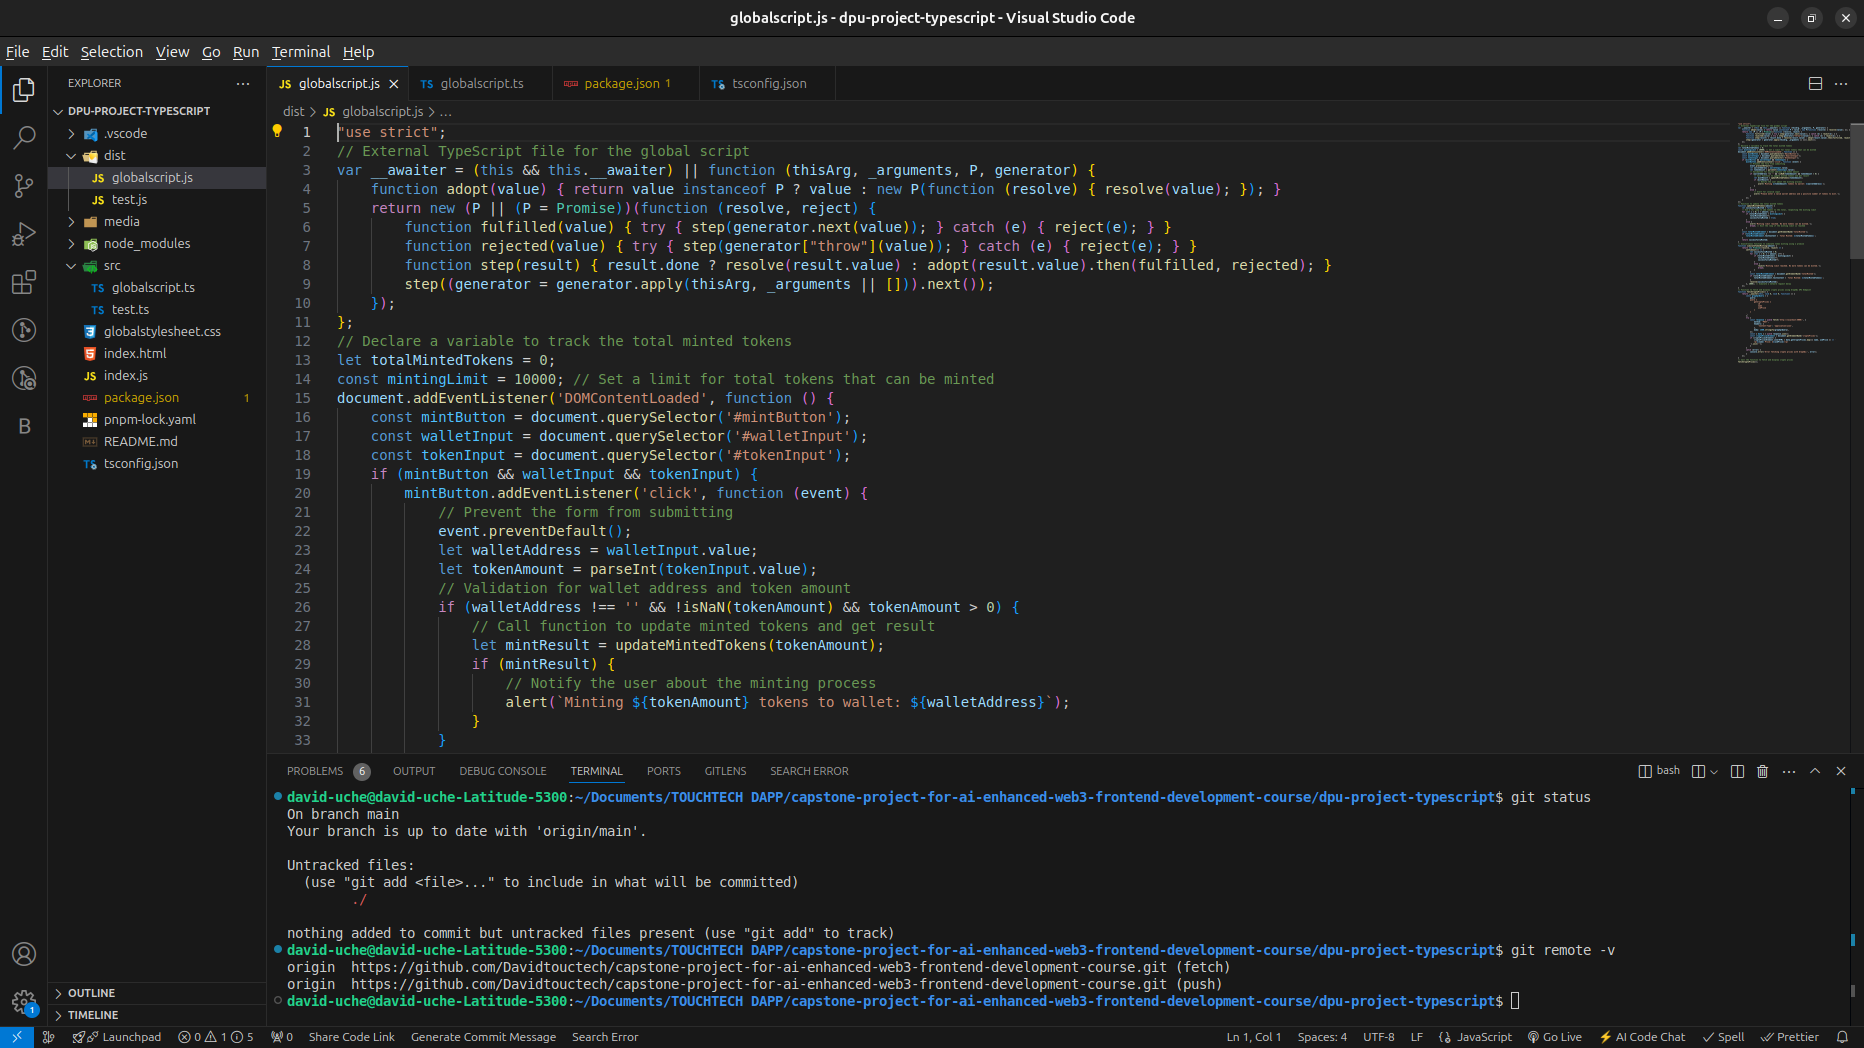 globalscript.js - dpu-project-typescript - Visual Studio Code
File Edit Selection View Go Run Terminal Help
EXPLORER
DPU-PROJECT-TYPESCRIPT
.vscode
dist
JS globalscript.js
JS test.js
media
node_modules
src
TS globalscript.ts
TS test.ts
globalstylesheet.css
index.html
JS index.js
package.json 1
pnpm-lock.yaml
README.md
TS tsconfig.json
OUTLINE
TIMELINE
JS globalscript.js
TS globalscript.ts
package.json 1
TS tsconfig.json
dist > JS globalscript.js > ...
1 "use strict";
2 // External TypeScript file for the global script
3 var __awaiter = (this && this.__awaiter) || function (thisArg, _arguments, P, generator) {
4     function adopt(value) { return value instanceof P ? value : new P(function (resolve) { resolve(value); }); }
5     return new (P || (P = Promise))(function (resolve, reject) {
6         function fulfilled(value) { try { step(generator.next(value)); } catch (e) { reject(e); } }
7         function rejected(value) { try { step(generator["throw"](value)); } catch (e) { reject(e); } }
8         function step(result) { result.done ? resolve(result.value) : adopt(result.value).then(fulfilled, rejected); }
9         step((generator = generator.apply(thisArg, _arguments || [])).next());
10     });
11 };
12 // Declare a variable to track the total minted tokens
13 let totalMintedTokens = 0;
14 const mintingLimit = 10000; // Set a limit for total tokens that can be minted
15 document.addEventListener('DOMContentLoaded', function () {
16     const mintButton = document.querySelector('#mintButton');
17     const walletInput = document.querySelector('#walletInput');
18     const tokenInput = document.querySelector('#tokenInput');
19     if (mintButton && walletInput && tokenInput) {
20         mintButton.addEventListener('click', function (event) {
21             // Prevent the form from submitting
22             event.preventDefault();
23             let walletAddress = walletInput.value;
24             let tokenAmount = parseInt(tokenInput.value);
25             // Validation for wallet address and token amount
26             if (walletAddress !== '' && !isNaN(tokenAmount) && tokenAmount > 0) {
27                 // Call function to update minted tokens and get result
28                 let mintResult = updateMintedTokens(tokenAmount);
29                 if (mintResult) {
30                     // Notify the user about the minting process
31                     alert(`Minting ${tokenAmount} tokens to wallet: ${walletAddress}`);
32                 }
33             }
PROBLEMS 6 OUTPUT DEBUG CONSOLE TERMINAL PORTS GITLENS SEARCH ERROR
bash
david-uche@david-uche-Latitude-5300:~/Documents/TOUCHTECH DAPP/capstone-project-for-ai-enhanced-web3-frontend-development-course/dpu-project-typescript$ git status
On branch main
Your branch is up to date with 'origin/main'.
Untracked files:
(use "git add <file>..." to include in what will be committed)
./
nothing added to commit but untracked files present (use "git add" to track)
david-uche@david-uche-Latitude-5300:~/Documents/TOUCHTECH DAPP/capstone-project-for-ai-enhanced-web3-frontend-development-course/dpu-project-typescript$ git remote -v
origin  https://github.com/Davidtouctech/capstone-project-for-ai-enhanced-web3-frontend-development-course.git (fetch)
origin  https://github.com/Davidtouctech/capstone-project-for-ai-enhanced-web3-frontend-development-course.git (push)
david-uche@david-uche-Latitude-5300:~/Documents/TOUCHTECH DAPP/capstone-project-for-ai-enhanced-web3-frontend-development-course/dpu-project-typescript$
1
Launchpad 0 1 5 0 Share Code Link Generate Commit Message Search Error Ln 1, Col 1 Spaces: 4 UTF-8 LF JavaScript Go Live AI Code Chat Spell Prettier